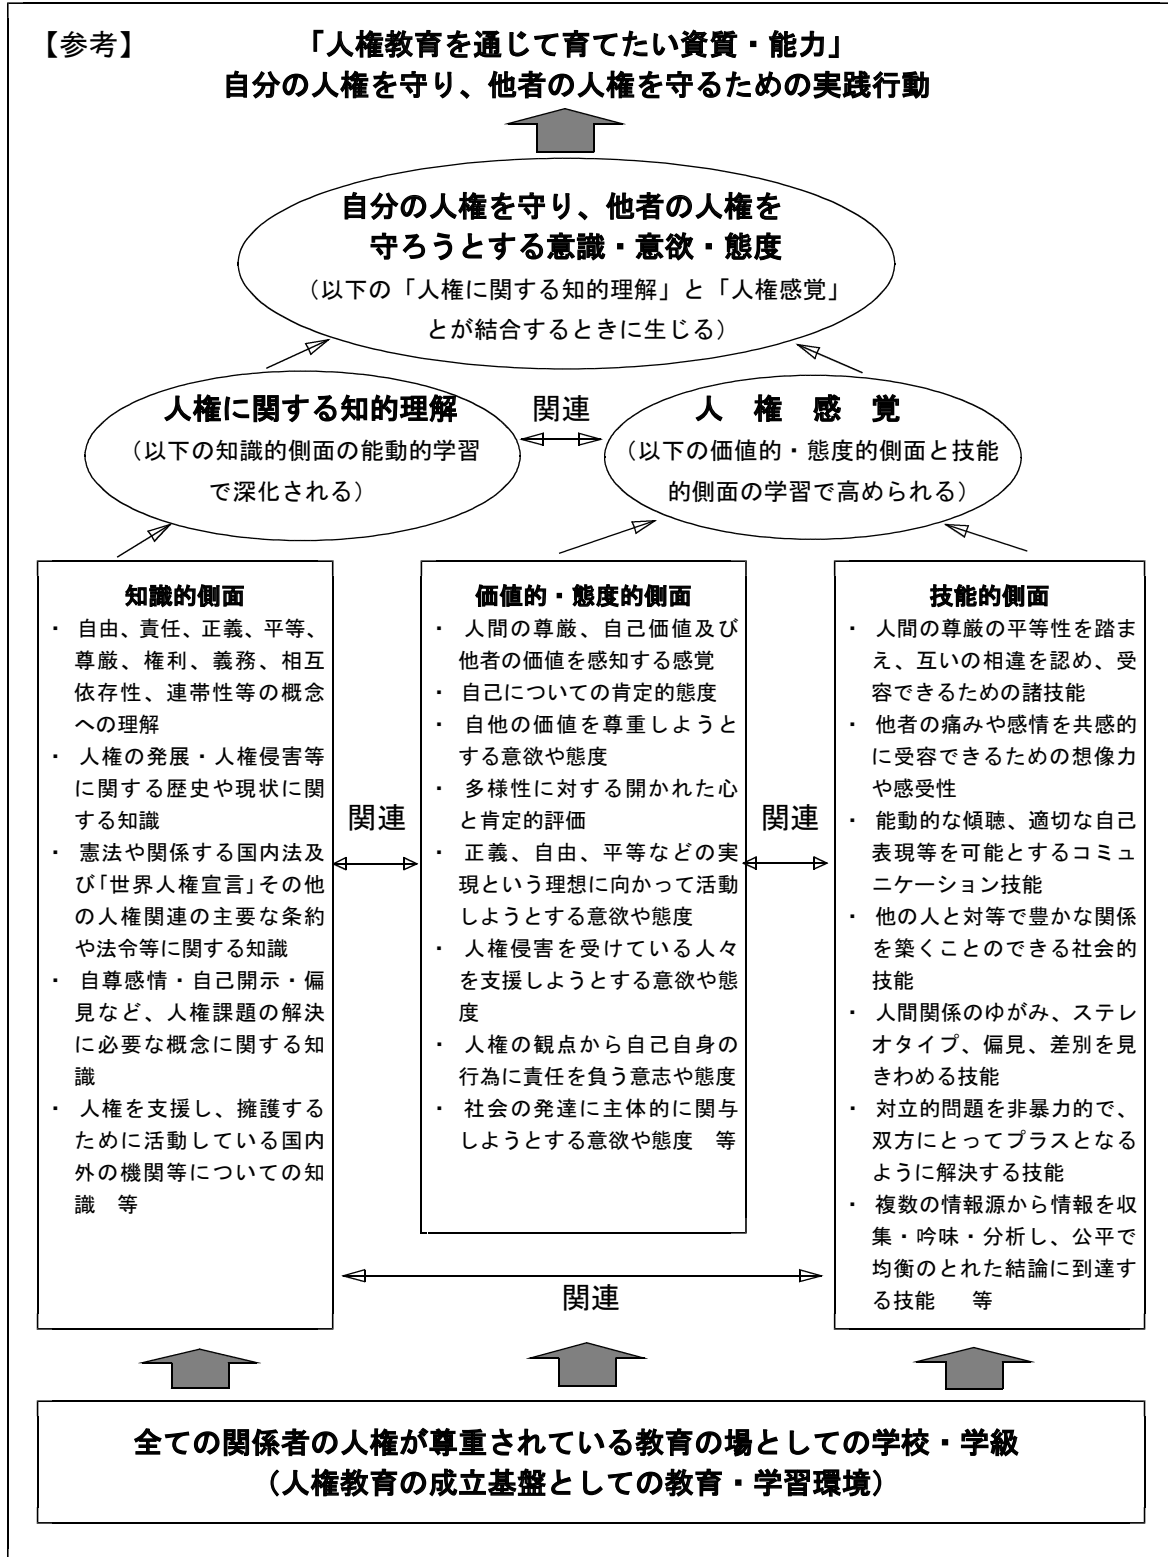 【参考】
「人権教育を通じて育てたい資質・能力」
自分の人権を守り、他者の人権を守るための実践行動
自分の人権を守り、他者の人権を
守ろうとする意識・意欲・態度
（以下の「人権に関する知的理解」と「人権感覚」
とが結合するときに生じる）
人権に関する知的理解
（以下の知識的側面の能動的学習
で深化される）
関連
人　権　感　覚
（以下の価値的・態度的側面と技能
的側面の学習で高められる）
知識的側面
・ 自由、責任、正義、平等、
尊厳、権利、義務、相互
依存性、連帯性等の概念
への理解
・ 人権の発展・人権侵害等
に関する歴史や現状に関
する知識
・ 憲法や関係する国内法及
び「世界人権宣言」その他
の人権関連の主要な条約
や法令等に関する知識
・ 自尊感情・自己開示・偏
見など、人権課題の解決
に必要な概念に関する知
識
・ 人権を支援し、擁護する
ために活動している国内
外の機関等についての知
識　等
関連
価値的・態度的側面
・ 人間の尊厳、自己価値及び
他者の価値を感知する感覚
・ 自己についての肯定的態度
・ 自他の価値を尊重しようと
する意欲や態度
・ 多様性に対する開かれた心
と肯定的評価
・ 正義、自由、平等などの実
現という理想に向かって活動
しようとする意欲や態度
・ 人権侵害を受けている人々
を支援しようとする意欲や態
度
・ 人権の観点から自己自身の
行為に責任を負う意志や態度
・ 社会の発達に主体的に関与
しようとする意欲や態度　等
関連
技能的側面
・ 人間の尊厳の平等性を踏ま
え、互いの相違を認め、受
容できるための諸技能
・ 他者の痛みや感情を共感的
に受容できるための想像力
や感受性
・ 能動的な傾聴、適切な自己
表現等を可能とするコミュ
ニケーション技能
・ 他の人と対等で豊かな関係
を築くことのできる社会的
技能
・ 人間関係のゆがみ、ステレ
オタイプ、偏見、差別を見
きわめる技能
・ 対立的問題を非暴力的で、
双方にとってプラスとなる
ように解決する技能
・ 複数の情報源から情報を収
集・吟味・分析し、公平で
均衡のとれた結論に到達す
る技能　等
関連
全ての関係者の人権が尊重されている教育の場としての学校・学級
（人権教育の成立基盤としての教育・学習環境）